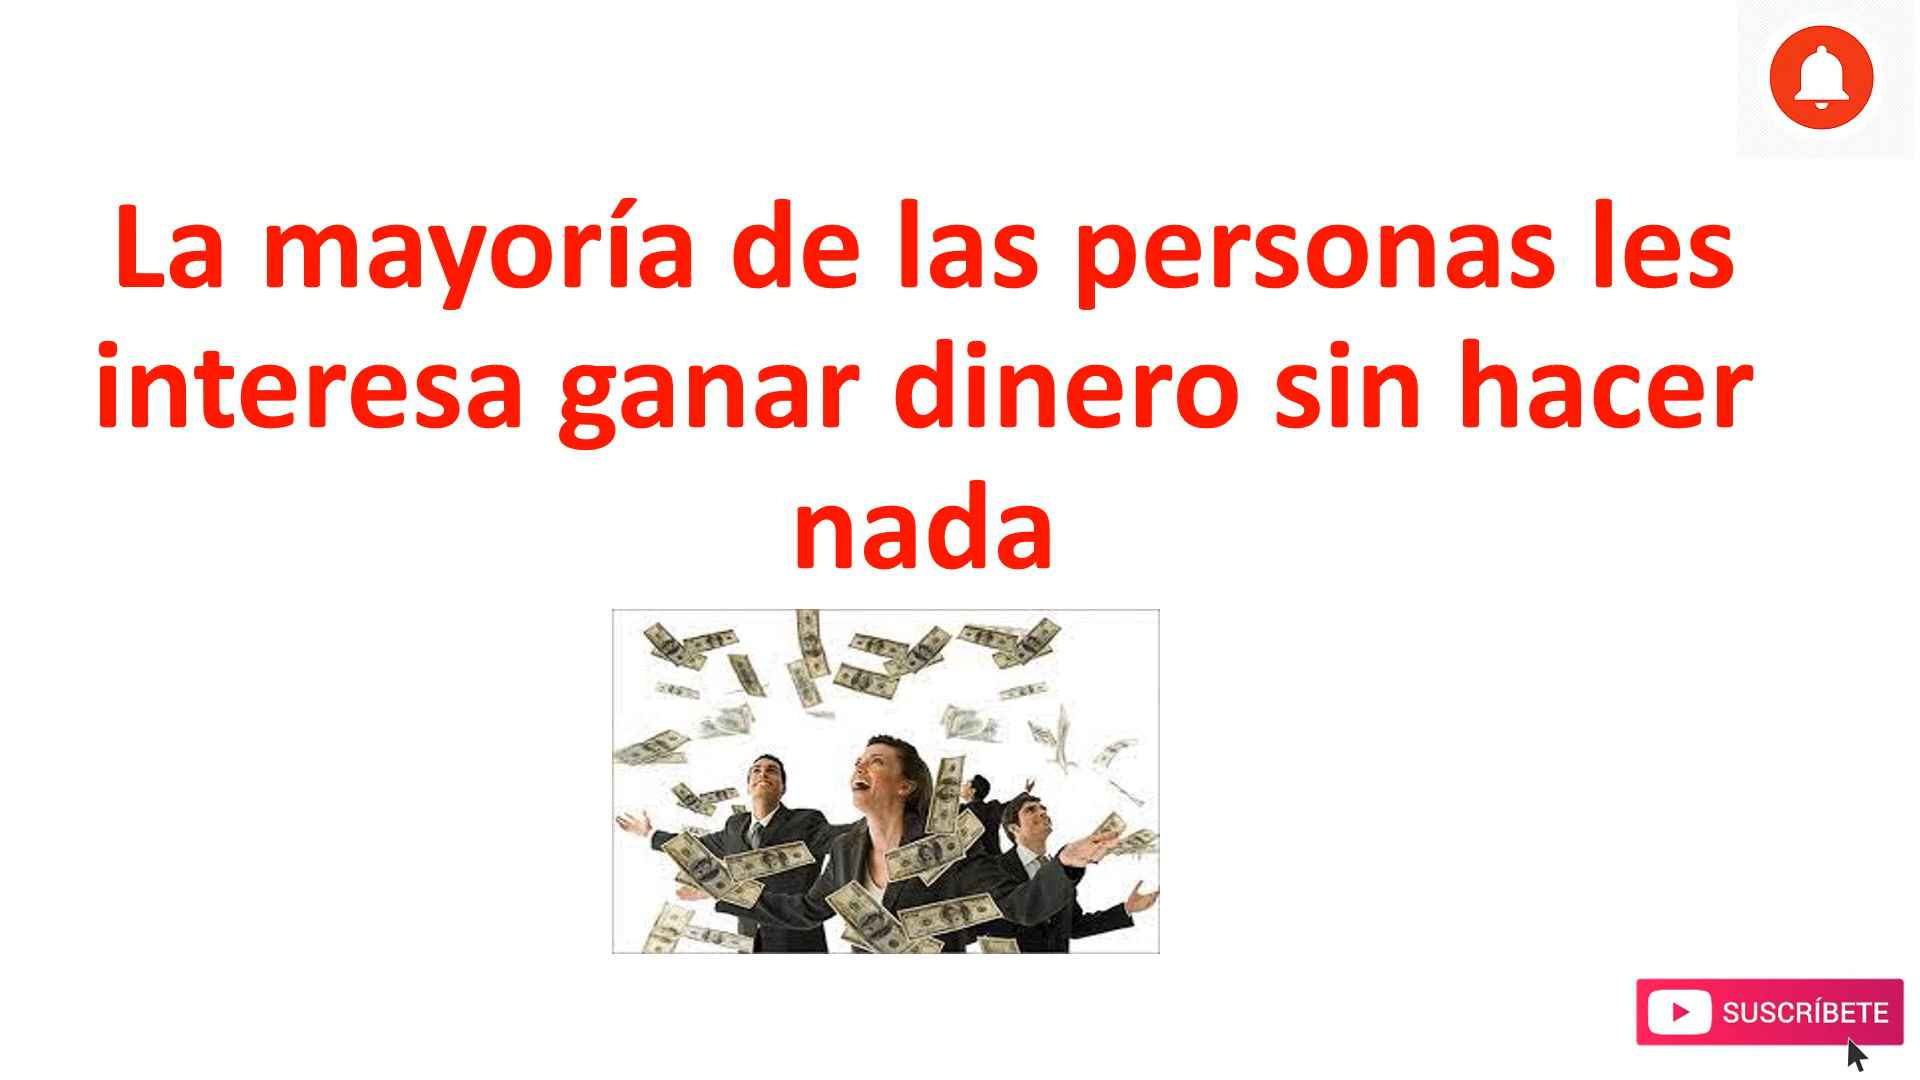 La mayoría de las personas les
interesa ganar dinero sin hacer
nada
SUSCRÍBETE